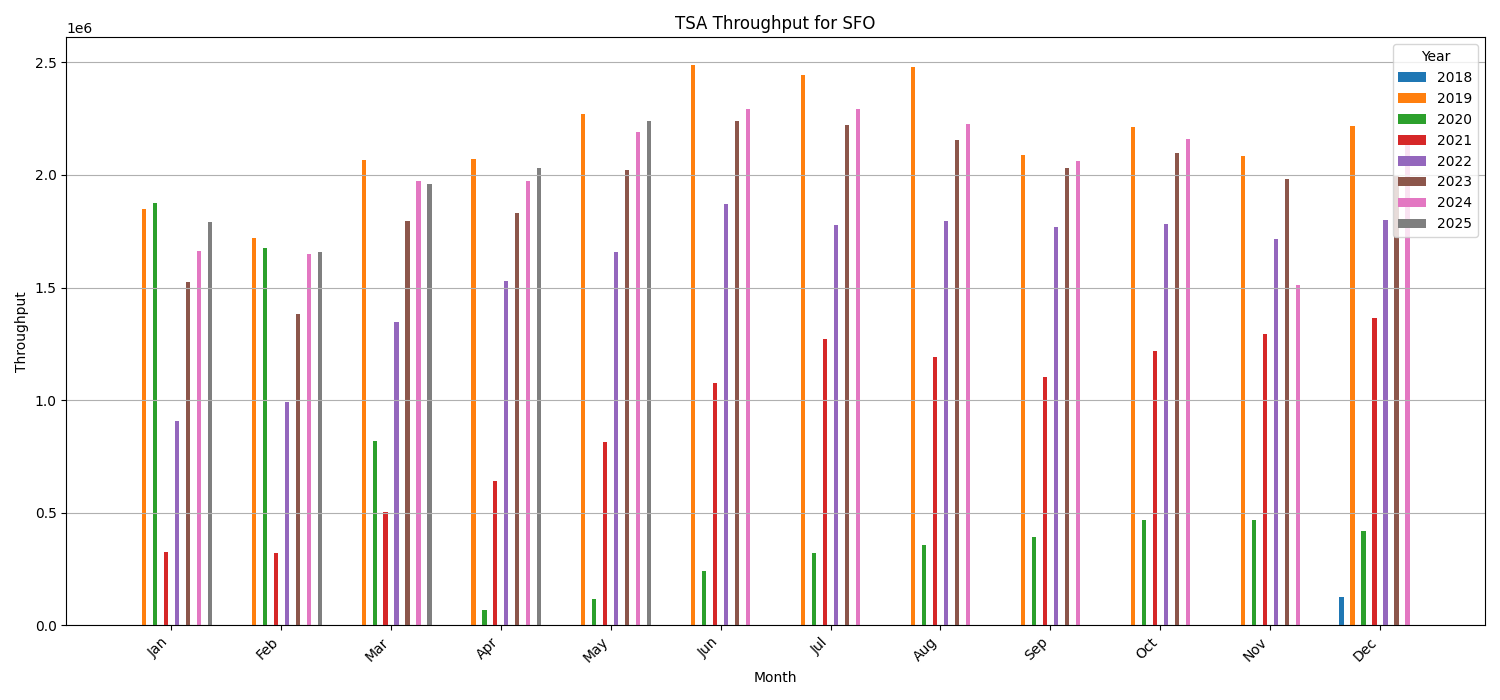 TSA Throughput for SFO
1e6
2.5
2.0
1.5
1.0
0.5
0.0
Throughput
Jan
Feb
Mar
Apr
May
Jun
Jul
Aug
Sep
Oct
Nov
Dec
Month
Year
2018
2019
2020
2021
2022
2023
2024
2025